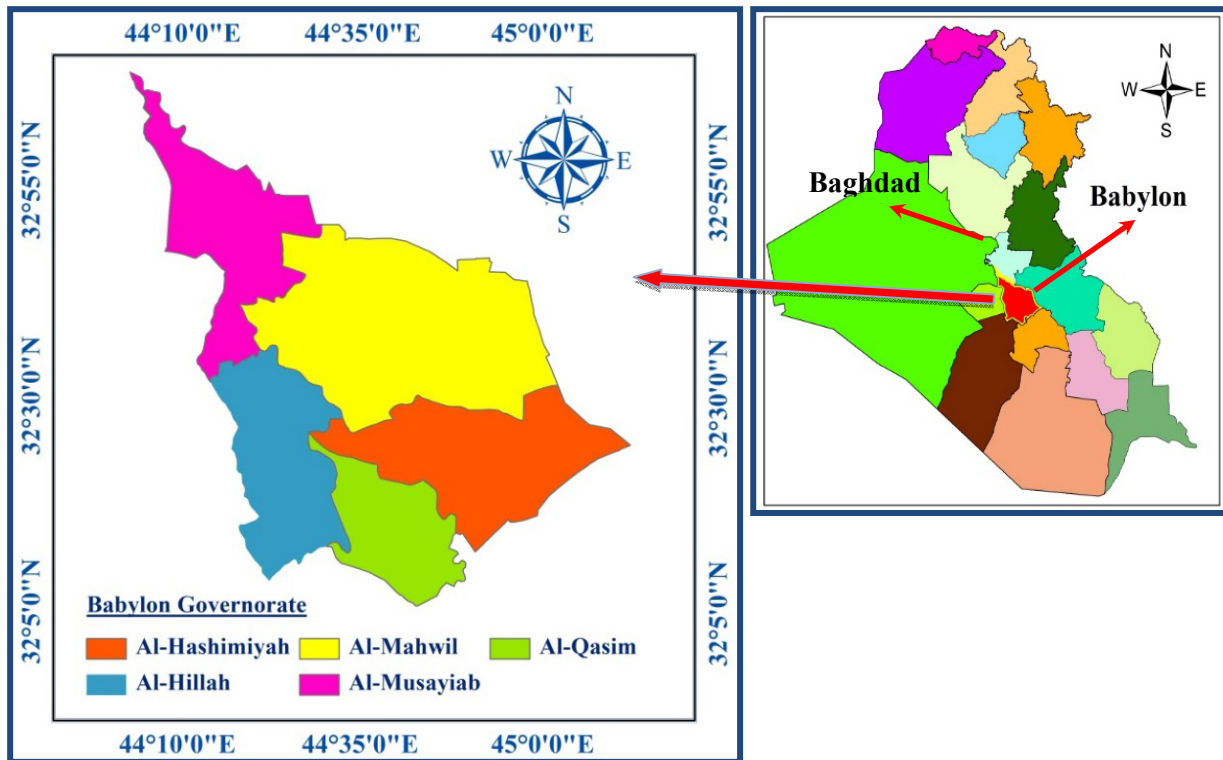 44°10'0"E 44°35'0"E 45°0'0"E
N
W E
S
32°55'0"N
32°30'0"N
32°5'0"N
32°55'0"N
32°30'0"N
32°5'0"N
Babylon Governorate
Al-Hashimiyah Al-Mahwil Al-Qasim
Al-Hillah Al-Musayiab
44°10'0"E 44°35'0"E 45°0'0"E
N
W E
S
Baghdad
Babylon